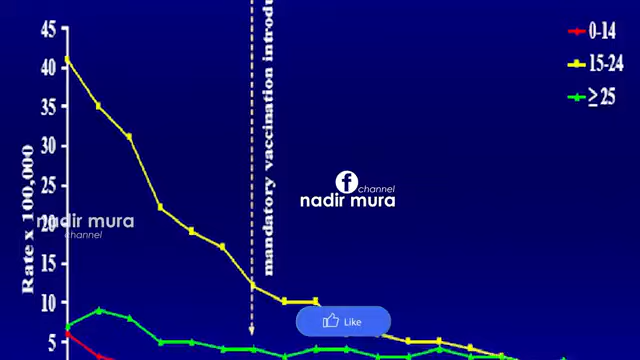 45
40
35
30
25
20
15
10
5
Rate x 100,000
mandatory vaccination introdu
0-14
15-24
≥ 25
nadir mura
channel
f channel
nadir mura
Like